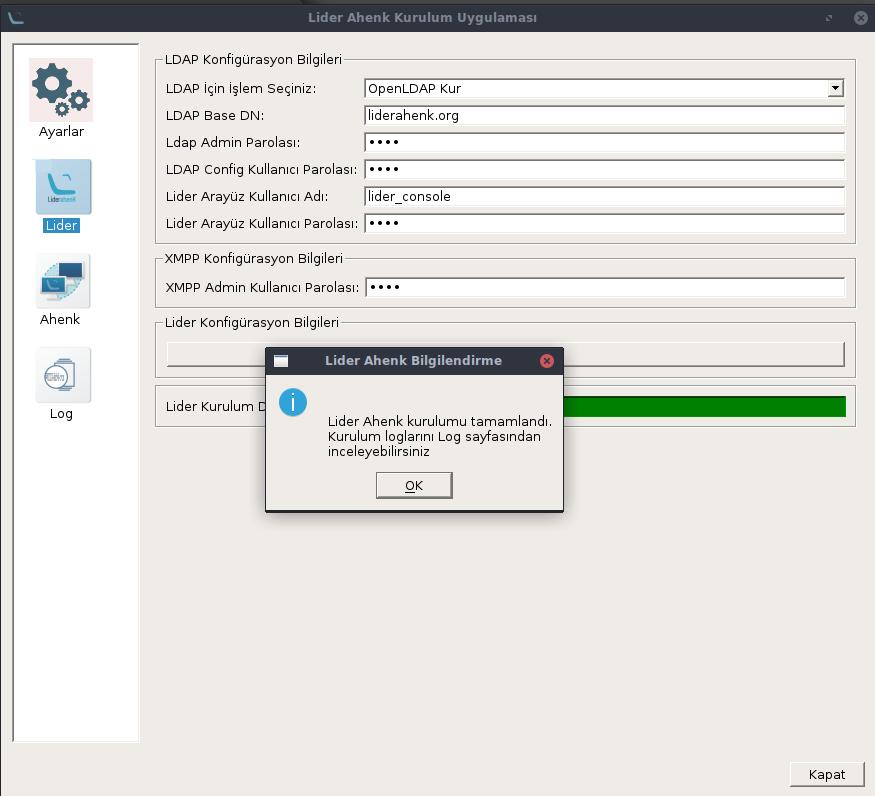 Lider Ahenk Kurulum Uygulaması
Ayarlar
Liderahenk
Lider
Ahenk
Log
LDAP Konfigürasyon Bilgileri
LDAP İçin İşlem Seçiniz: OpenLDAP Kur
LDAP Base DN: liderahenk.org
Ldap Admin Parolası: ••••
LDAP Config Kullanıcı Parolası: ••••
Lider Arayüz Kullanıcı Adı: lider_console
Lider Arayüz Kullanıcı Parolası: ••••
XMPP Konfigürasyon Bilgileri
XMPP Admin Kullanıcı Parolası: ••••
Lider Konfigürasyon Bilgileri
Lider Kurulum D
Lider Ahenk Bilgilendirme
Lider Ahenk kurulumu tamamlandı.
Kurulum loglarını Log sayfasından
inceleyebilirsiniz
OK
Kapat